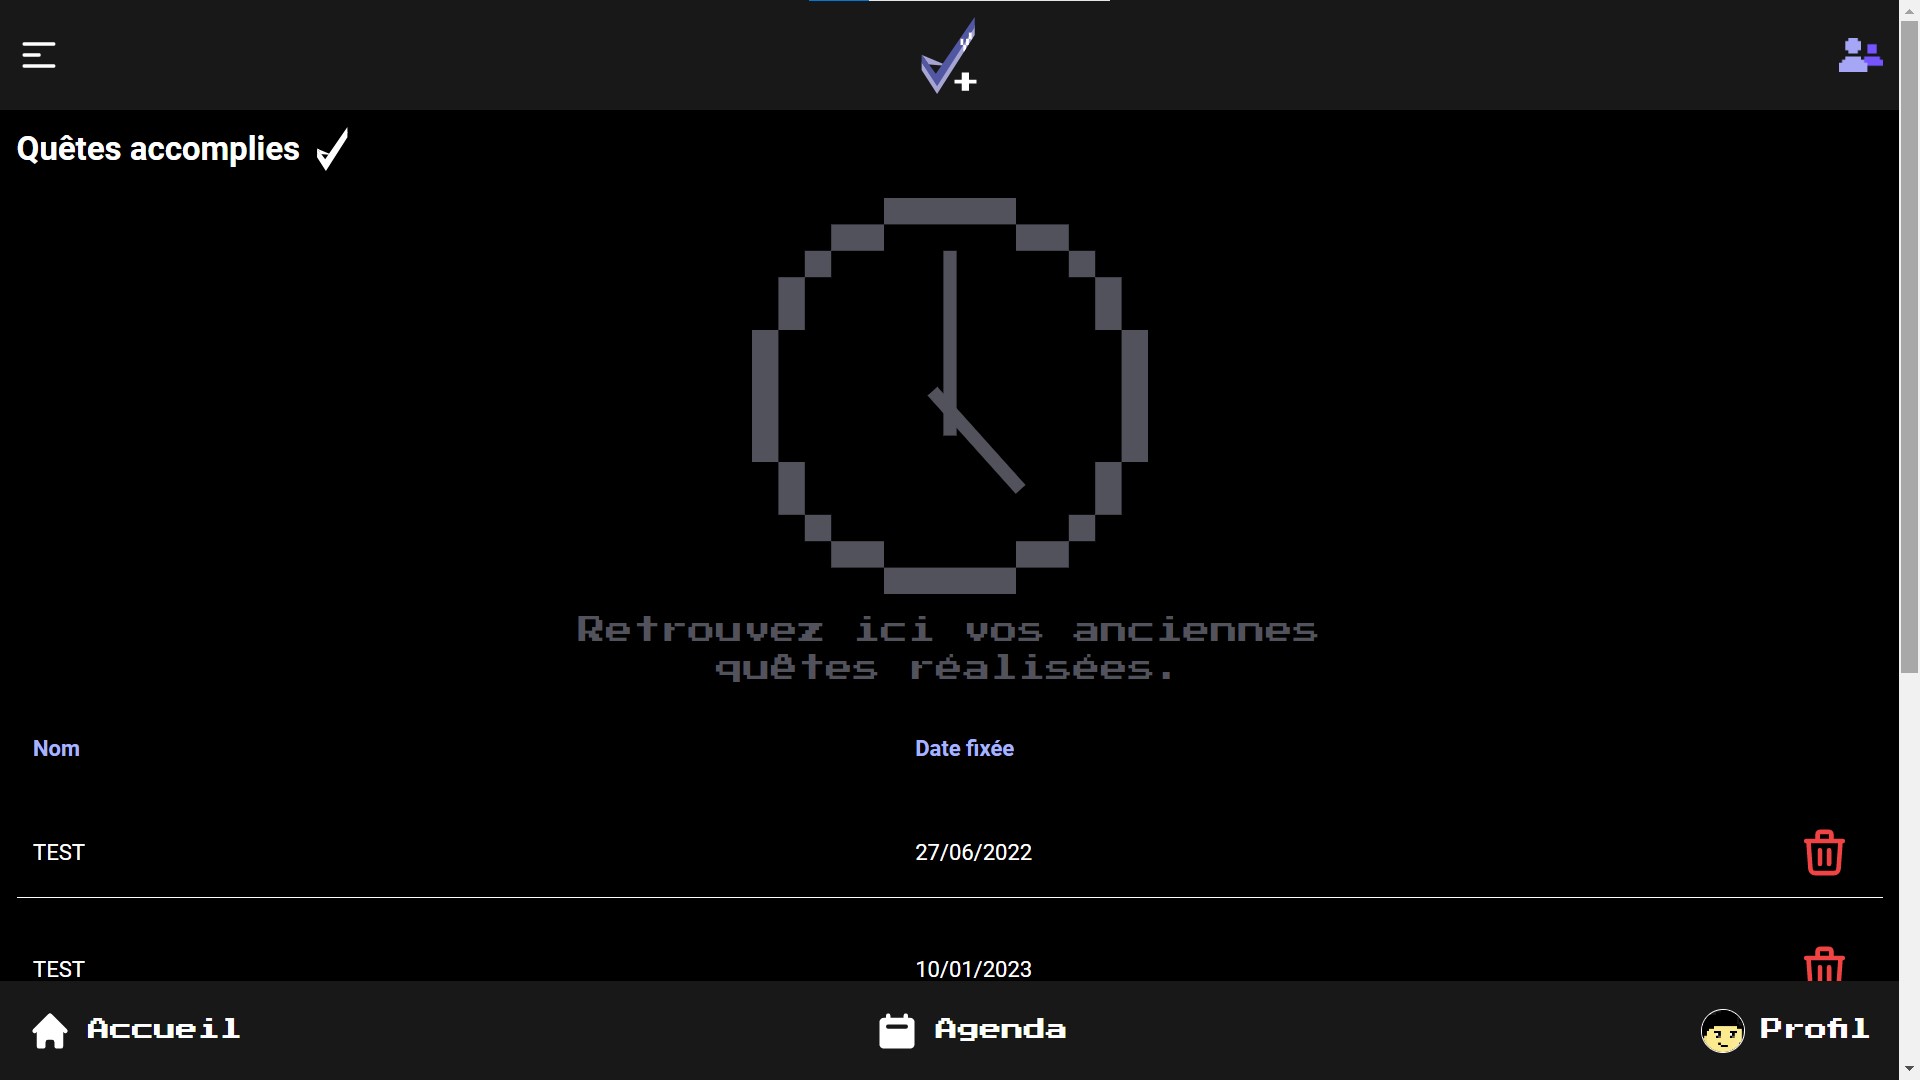 Quêtes accomplies
Retrouvez ici vos anciennes
quêtes réalisées.
Nom Date fixée
TEST 27/06/2022
TEST 10/01/2023
Accueil Agenda Profil